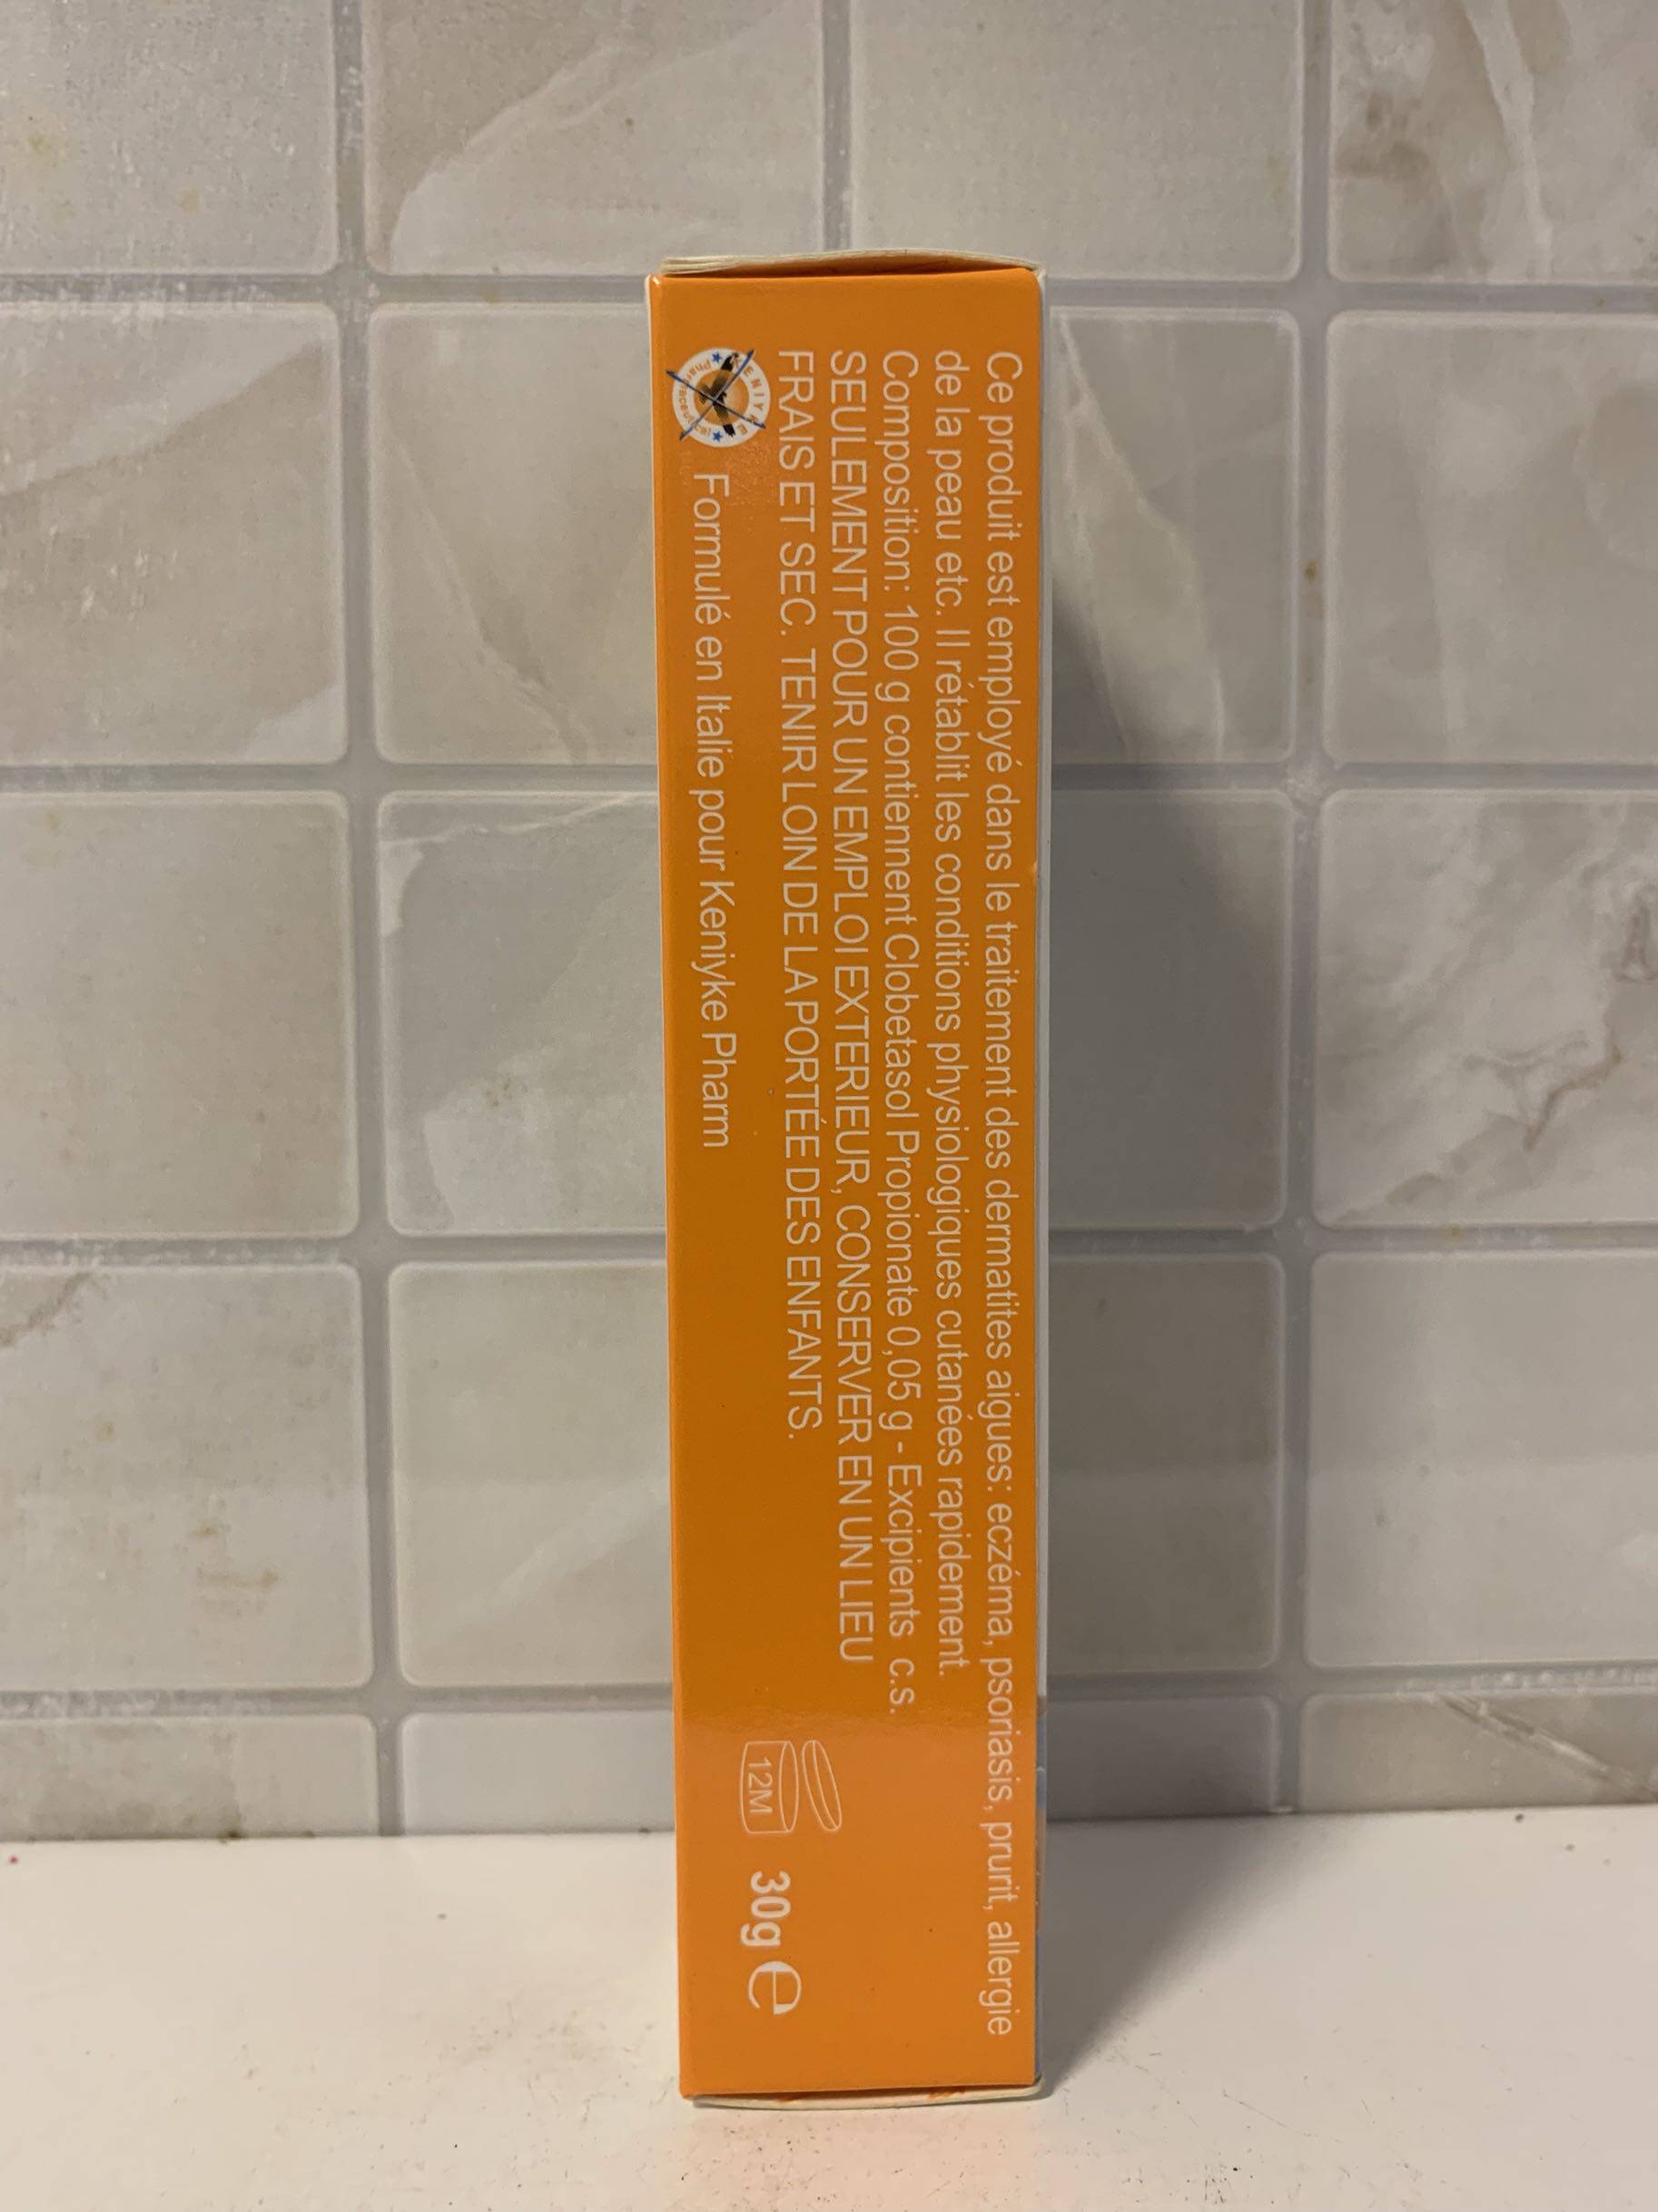 Ce produit est employé dans le traitement des dermatites aigues: eczéma, psoriasis, prurit, allergie
de la peau etc. Il rétablit les conditions physiologiques cutanées rapidement.
Composition: 100 g contiennent Clobetasol Propionate 0,05 g - Excipients c.s.
SEULEMENT POUR UN EMPLOI EXTERIEUR, CONSERVER EN UN LIEU
FRAIS ET SEC. TENIR LOIN DE LA PORTÉE DES ENFANTS.
KENIYKE
Pharmaceutical
Formulé en Italie pour Keniyke Pharm
12M
30g e